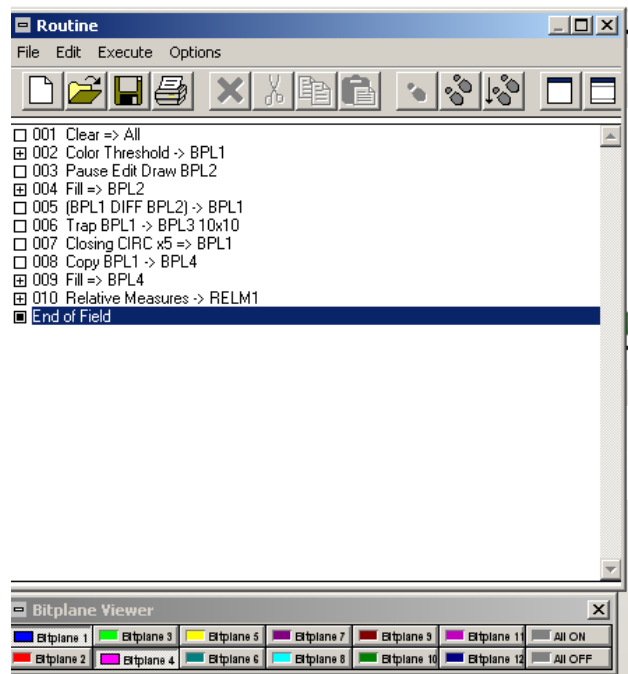 Routine
File Edit Execute Options
001 Clear => All
002 Color Threshold -> BPL1
003 Pause Edit Draw BPL2
004 Fill => BPL2
005 (BPL1 DIFF BPL2) -> BPL1
006 Trap BPL1 -> BPL3 10x10
007 Closing CIRC x5 => BPL1
008 Copy BPL1 -> BPL4
009 Fill => BPL4
010 Relative Measures -> RELM1
End of Field
Bitplane Viewer
Bitplane 1 Bitplane 3 Bitplane 5 Bitplane 7 Bitplane 9 Bitplane 11 All ON
Bitplane 2 Bitplane 4 Bitplane 6 Bitplane 8 Bitplane 10 Bitplane 12 All OFF